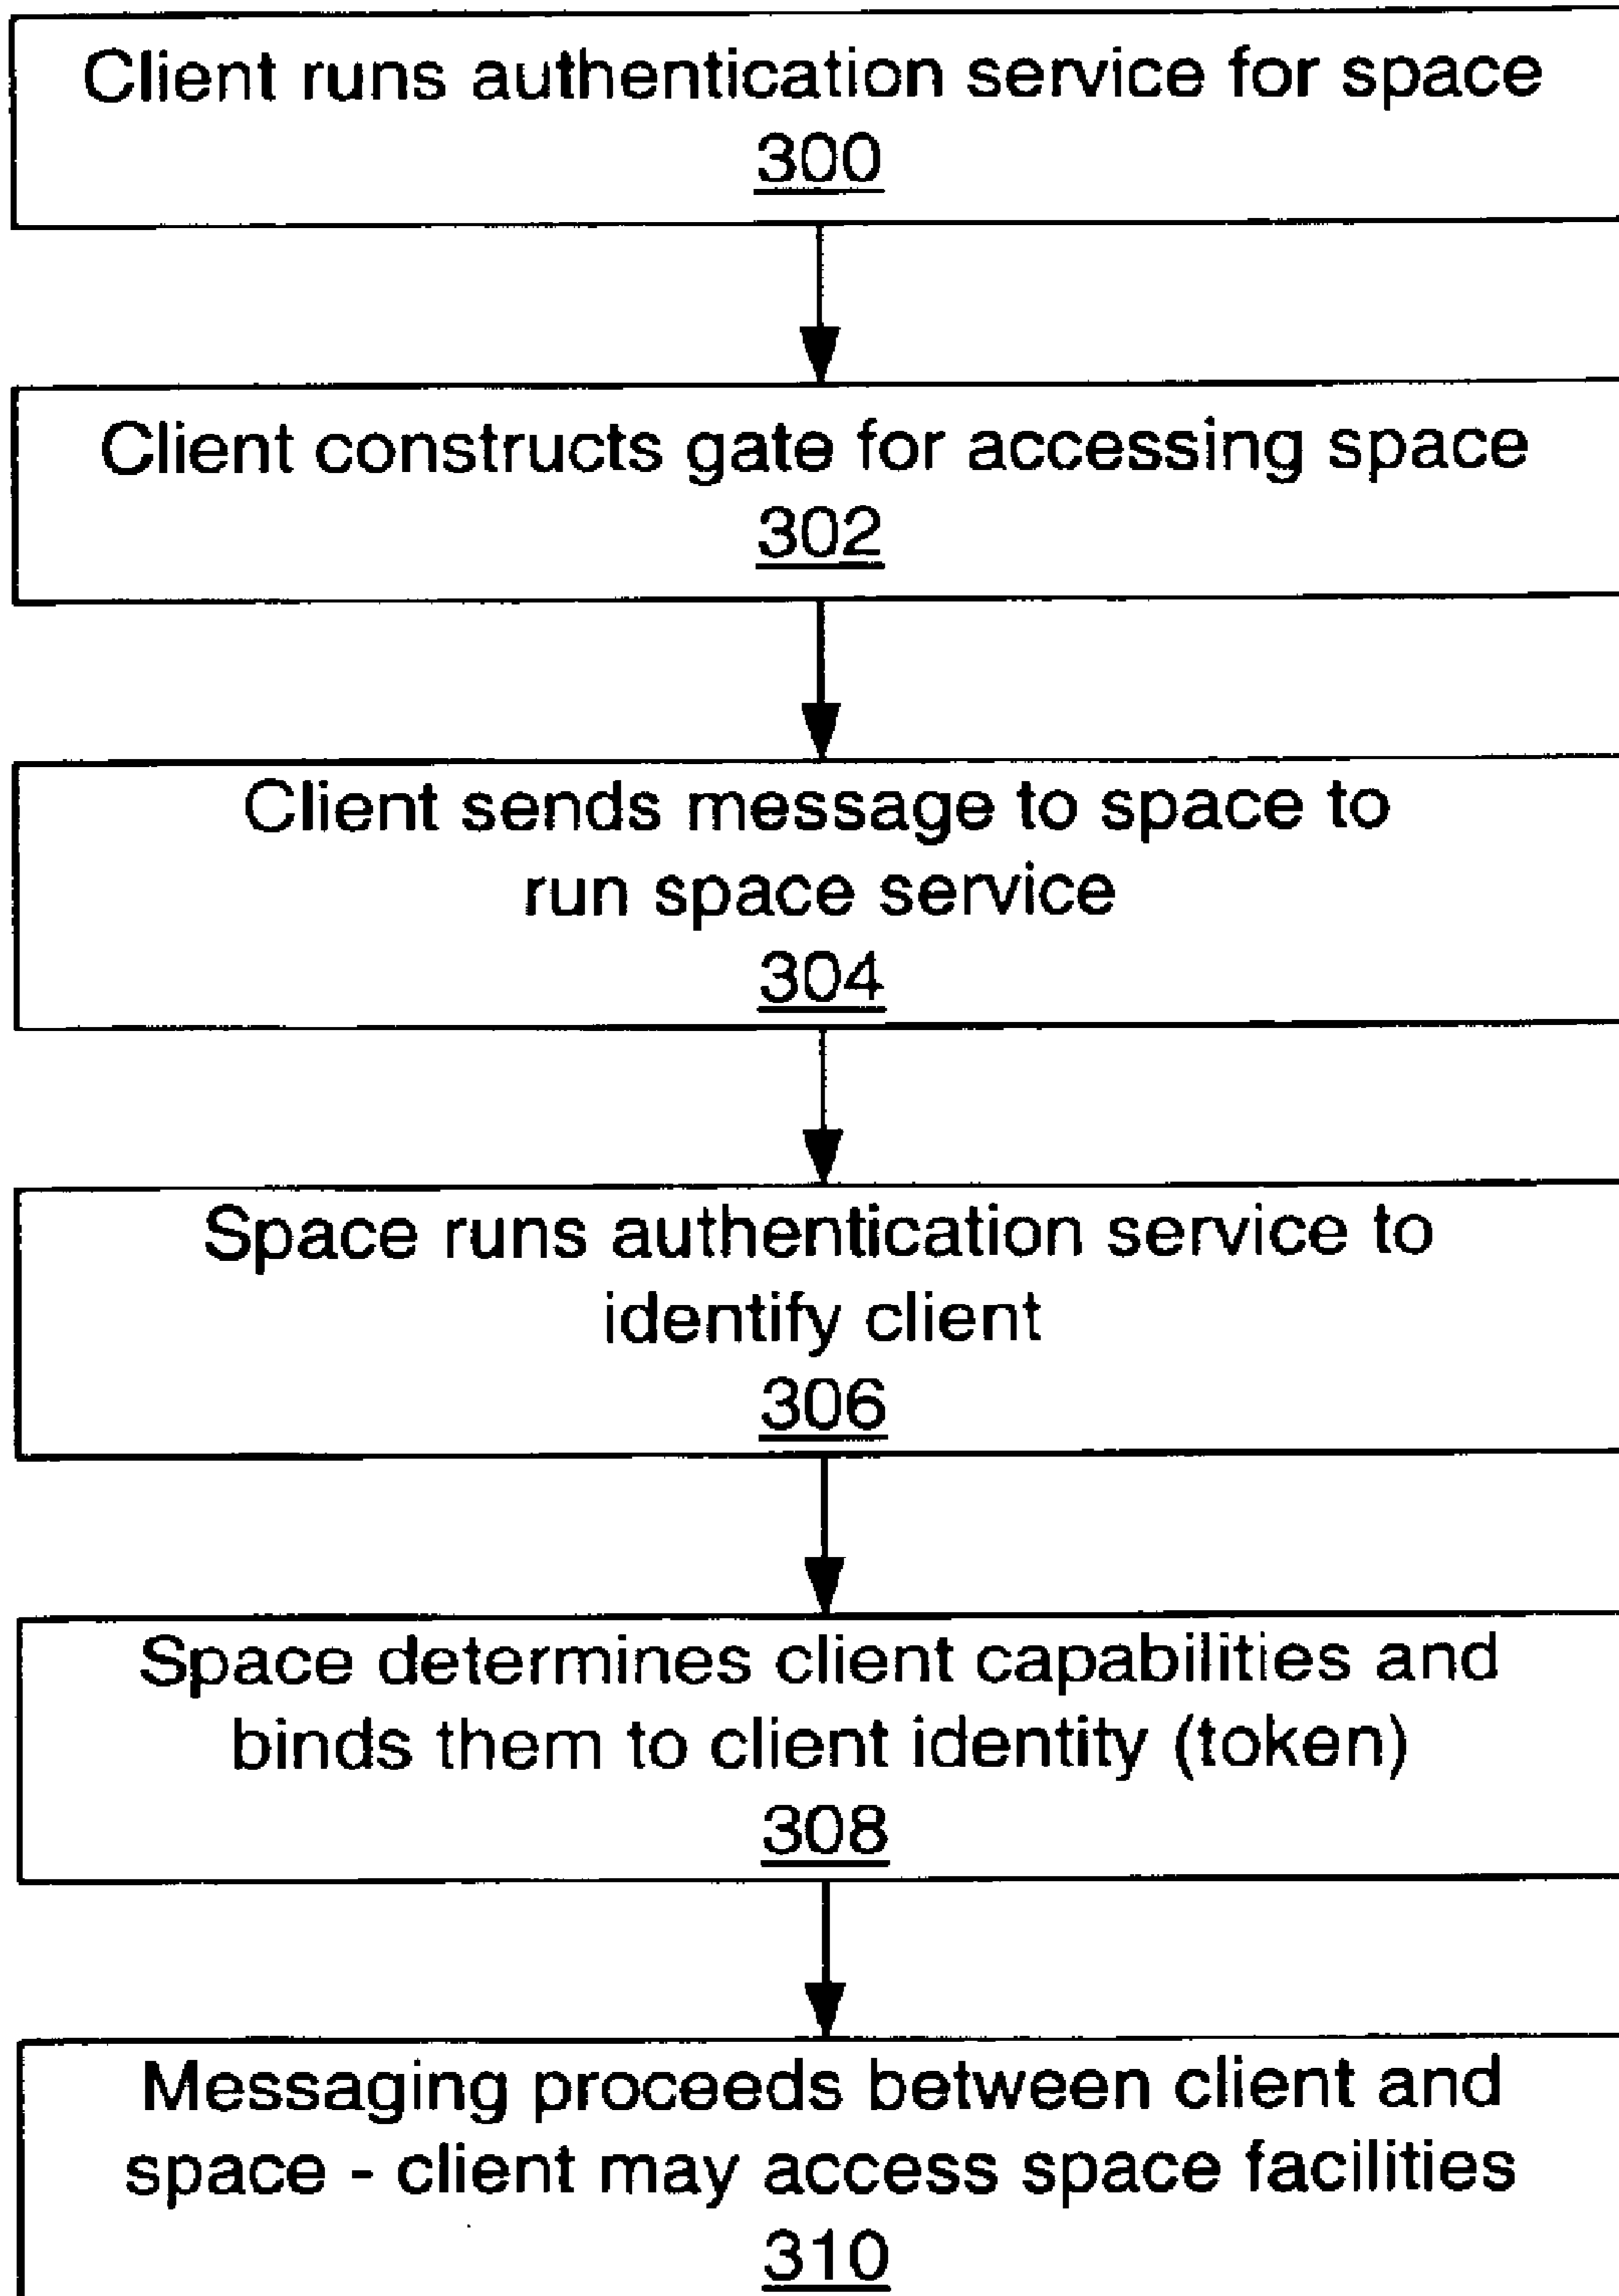 Client runs authentication service for space
300
Client constructs gate for accessing space
302
Client sends message to space to
run space service
304
Space runs authentication service to
identify client
306
Space determines client capabilities and
binds them to client identity (token)
308
Messaging proceeds between client and
space - client may access space facilities
310